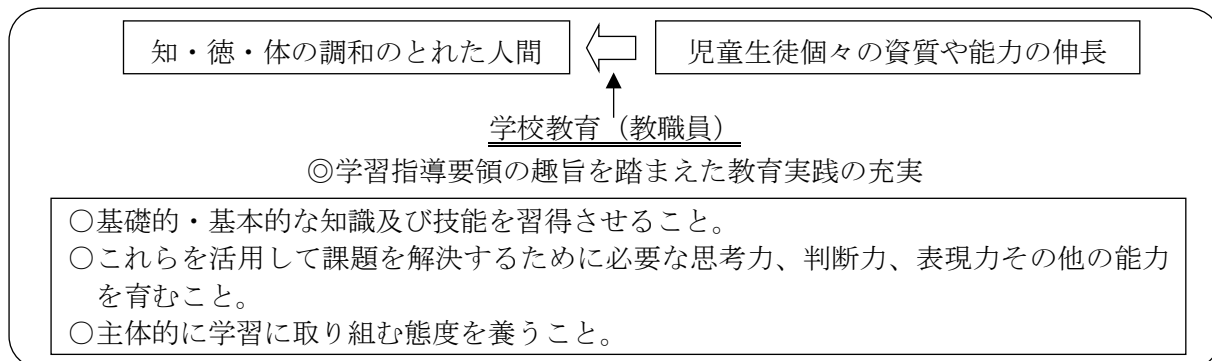 知・徳・体の調和のとれた人間
児童生徒個々の資質や能力の伸長
学校教育（教職員）
◎学習指導要領の趣旨を踏まえた教育実践の充実
○基礎的・基本的な知識及び技能を習得させること。
○これらを活用して課題を解決するために必要な思考力、判断力、表現力その他の能力
を育むこと。
○主体的に学習に取り組む態度を養うこと。